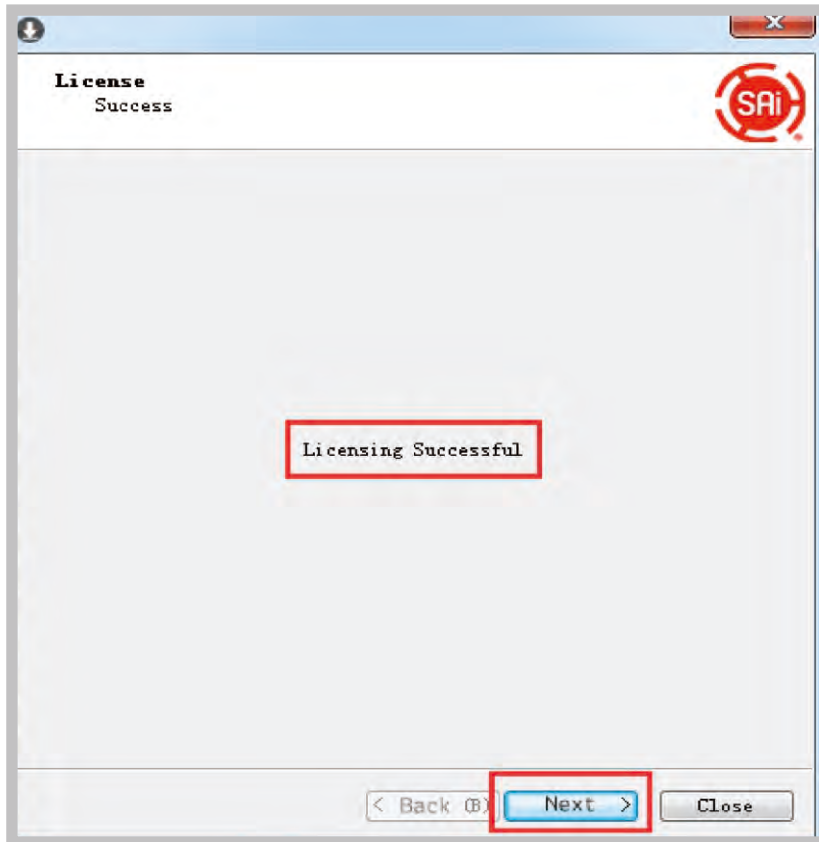 License
Success
SAi
®
Licensing Successful
< Back (B)
Next >
Close